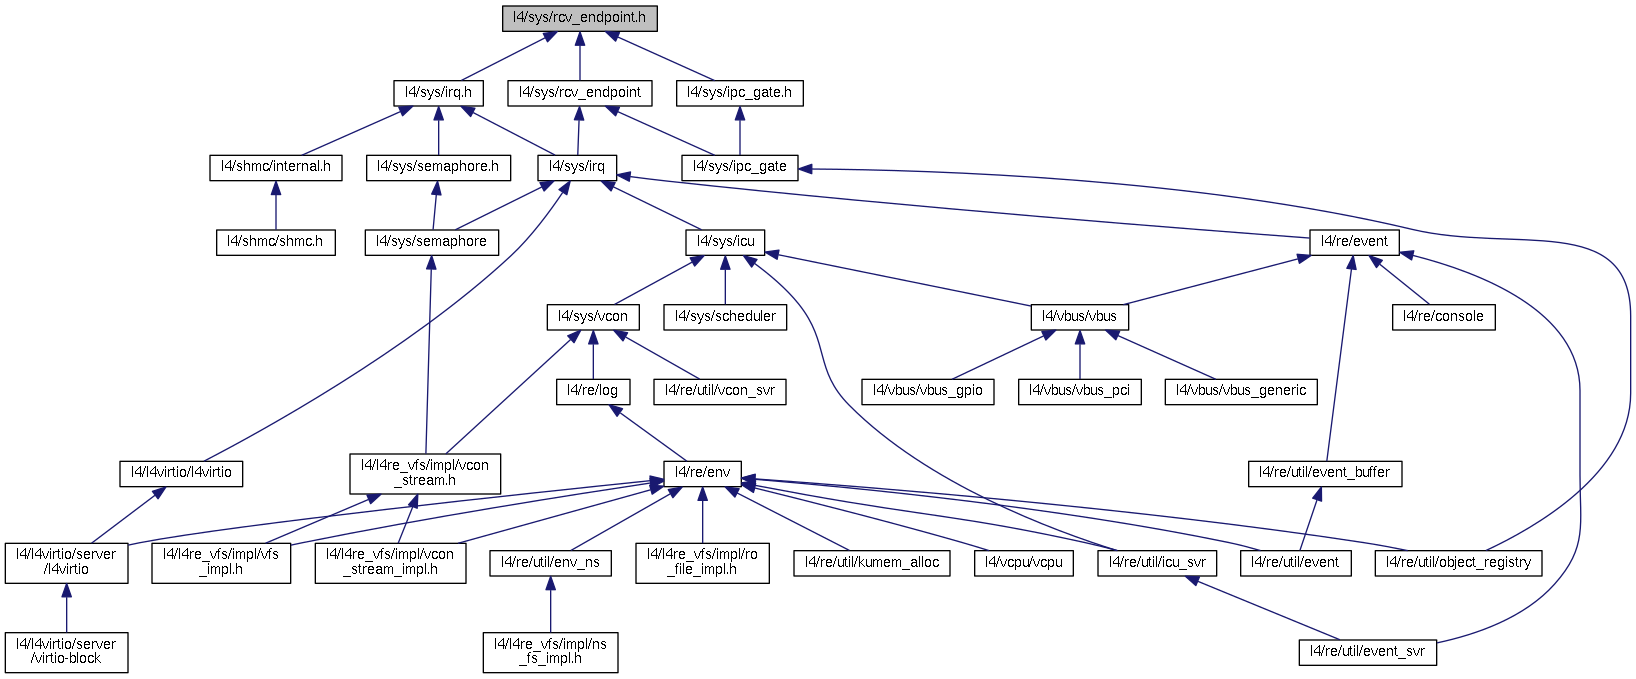 l4/sys/rcv_endpoint.h
l4/sys/irq.h
l4/sys/rcv_endpoint
l4/sys/ipc_gate.h
l4/shmc/internal.h
l4/sys/semaphore.h
l4/sys/irq
l4/sys/ipc_gate
l4/shmc/shmc.h
l4/sys/semaphore
l4/sys/icu
l4/re/event
l4/sys/vcon
l4/sys/scheduler
l4/vbus/vbus
l4/re/console
l4/re/log
l4/re/util/vcon_svr
l4/vbus/vbus_gpio
l4/vbus/vbus_pci
l4/vbus/vbus_generic
l4/l4virtio/l4virtio
l4/l4re_vfs/impl/vcon
_stream.h
l4/re/env
l4/re/util/event_buffer
l4/l4virtio/server
/l4virtio
l4/l4re_vfs/impl/vfs
_impl.h
l4/l4re_vfs/impl/vcon
_stream_impl.h
l4/re/util/env_ns
l4/l4re_vfs/impl/ro
_file_impl.h
l4/re/util/kumem_alloc
l4/vcpu/vcpu
l4/re/util/icu_svr
l4/re/util/event
l4/re/util/object_registry
l4/l4virtio/server
/virtio-block
l4/l4re_vfs/impl/ns
_fs_impl.h
l4/re/util/event_svr